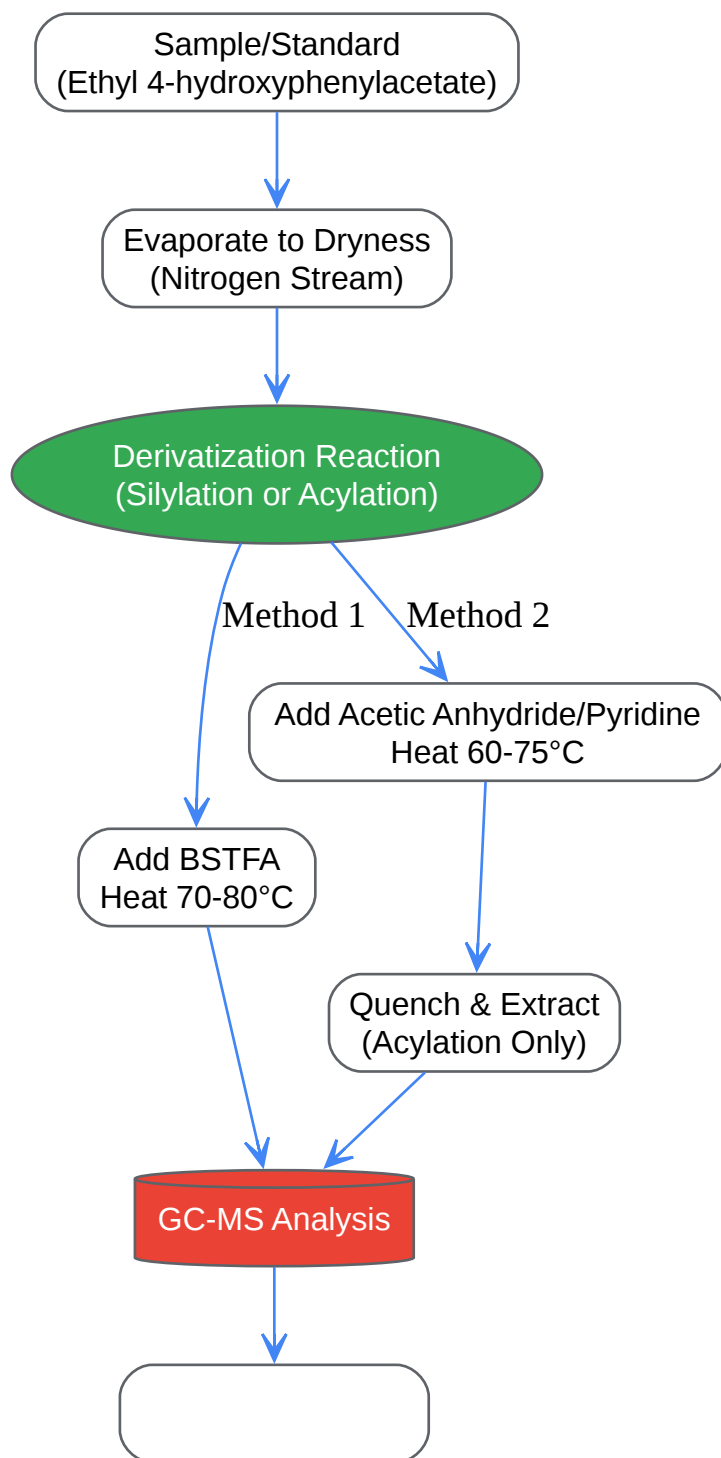 Sample/Standard
(Ethyl 4-hydroxyphenylacetate)
Evaporate to Dryness
(Nitrogen Stream)
Derivatization Reaction
(Silylation or Acylation)
Method 1
Method 2
Add Acetic Anhydride/Pyridine
Heat 60-75°C
Add BSTFA
Heat 70-80°C
Quench & Extract
(Acylation Only)
GC-MS Analysis